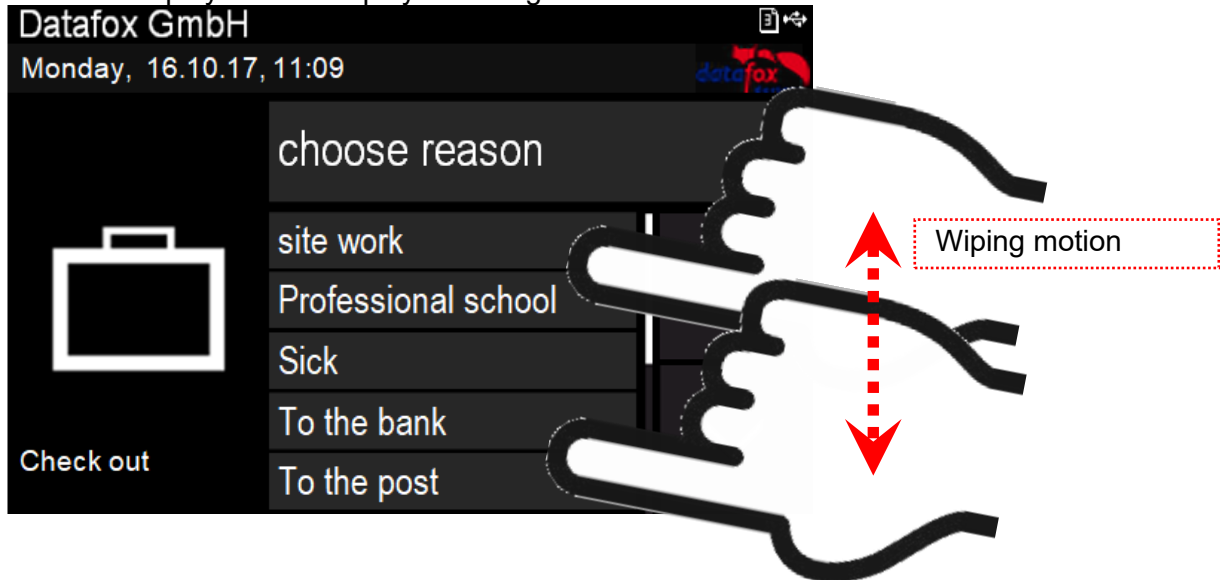 Datafox GmbH
Monday, 16.10.17, 11:09
datafox
choose reason
site work
Wiping motion
Professional school
Sick
To the bank
Check out
To the post